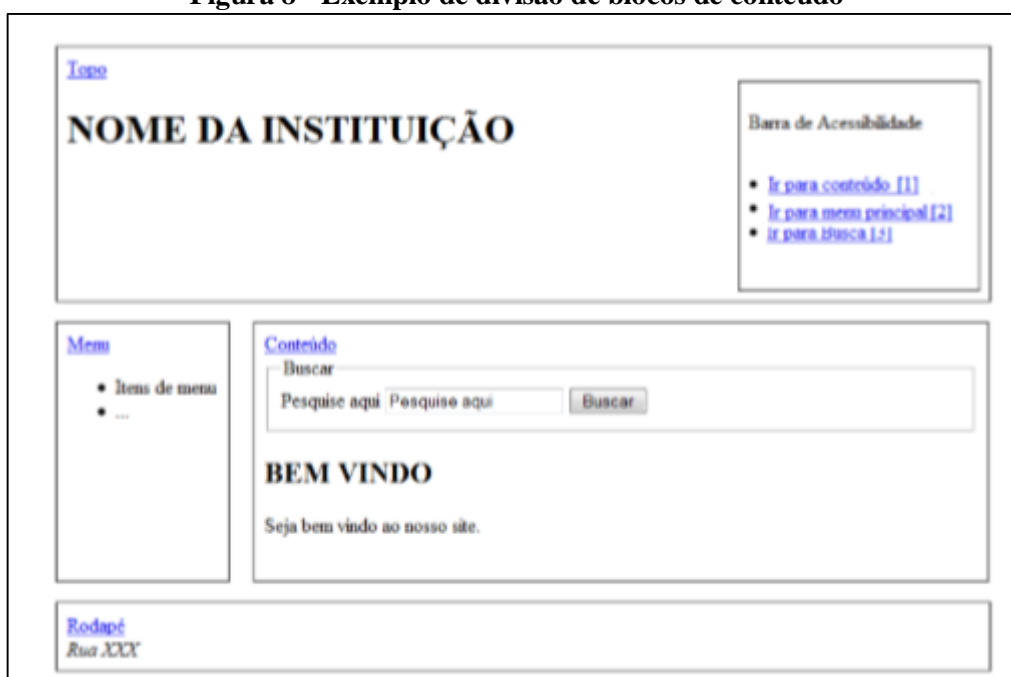 Figura 8 - Exemplo de divisão de blocos de conteúdo
Topo
NOME DA INSTITUIÇÃO
Barra de Acessibilidade
Ir para conteúdo [1]
Ir para menu principal [2]
Ir para Busca [3]
Menu
Itens de menu
...
Conteúdo
Buscar
Pesquise aqui Pesquise aqui Buscar
BEM VINDO
Seja bem vindo ao nosso site.
Rodapé
Rua XXX